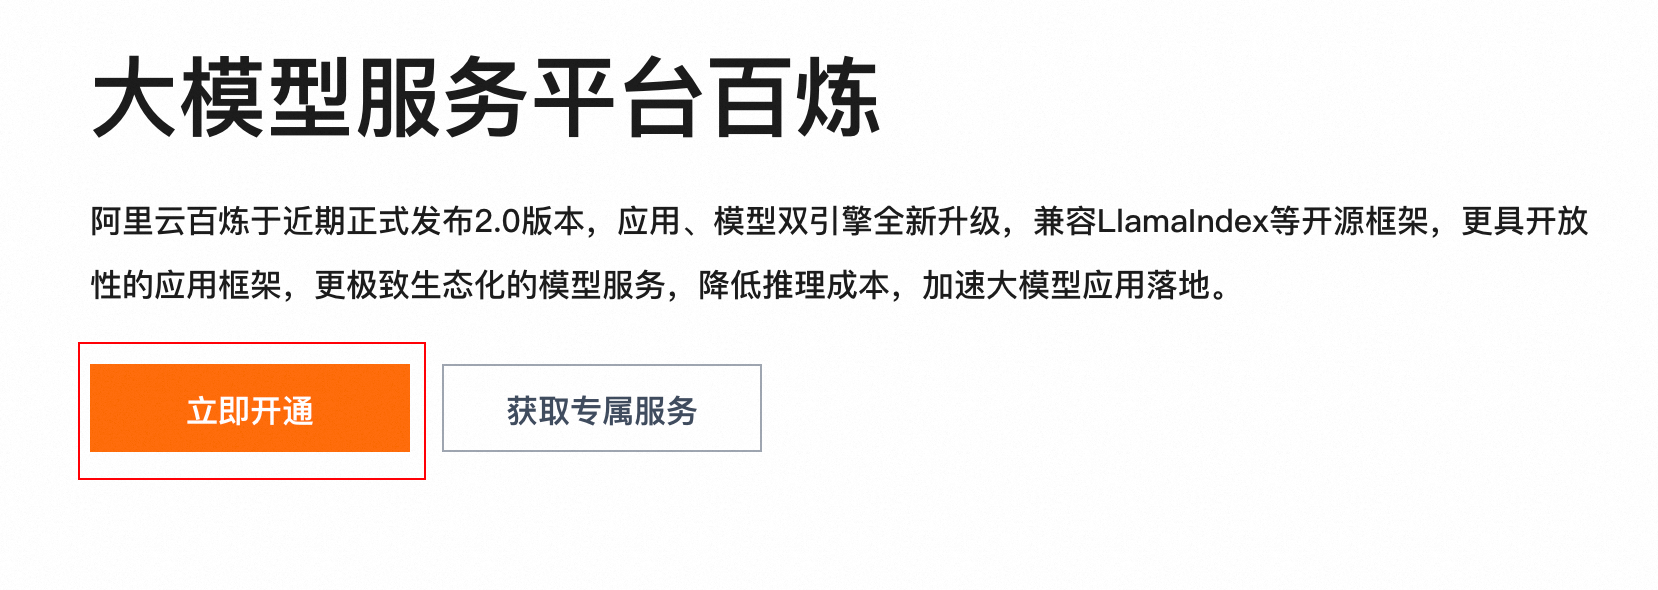 大模型服务平台百炼
阿里云百炼于近期正式发布2.0版本，应用、模型双引擎全新升级，兼容LlamaIndex等开源框架，更具开放
性的应用框架，更极致生态化的模型服务，降低推理成本，加速大模型应用落地。
立即开通
获取专属服务